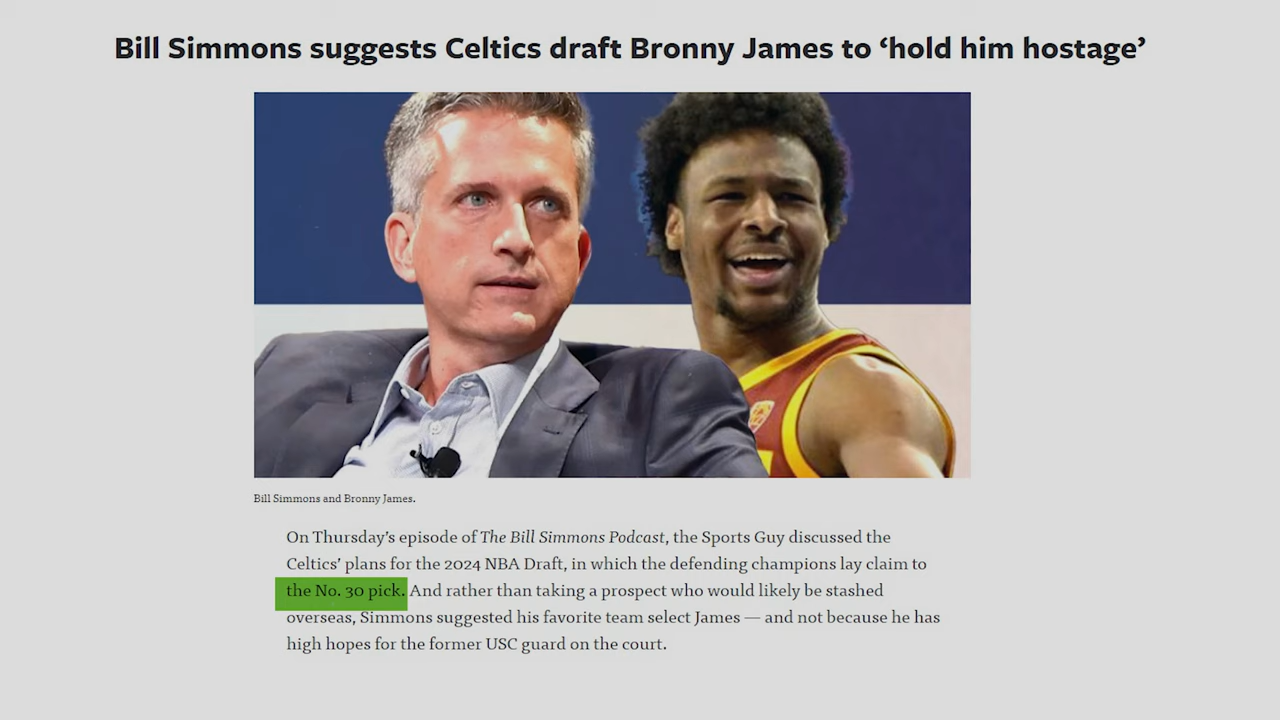 Bill Simmons suggests Celtics draft Bronny James to ‘hold him hostage’
Bill Simmons and Bronny James.
On Thursday’s episode of The Bill Simmons Podcast, the Sports Guy discussed the
Celtics’ plans for the 2024 NBA Draft, in which the defending champions lay claim to
the No. 30 pick. And rather than taking a prospect who would likely be stashed
overseas, Simmons suggested his favorite team select James — and not because he has
high hopes for the former USC guard on the court.